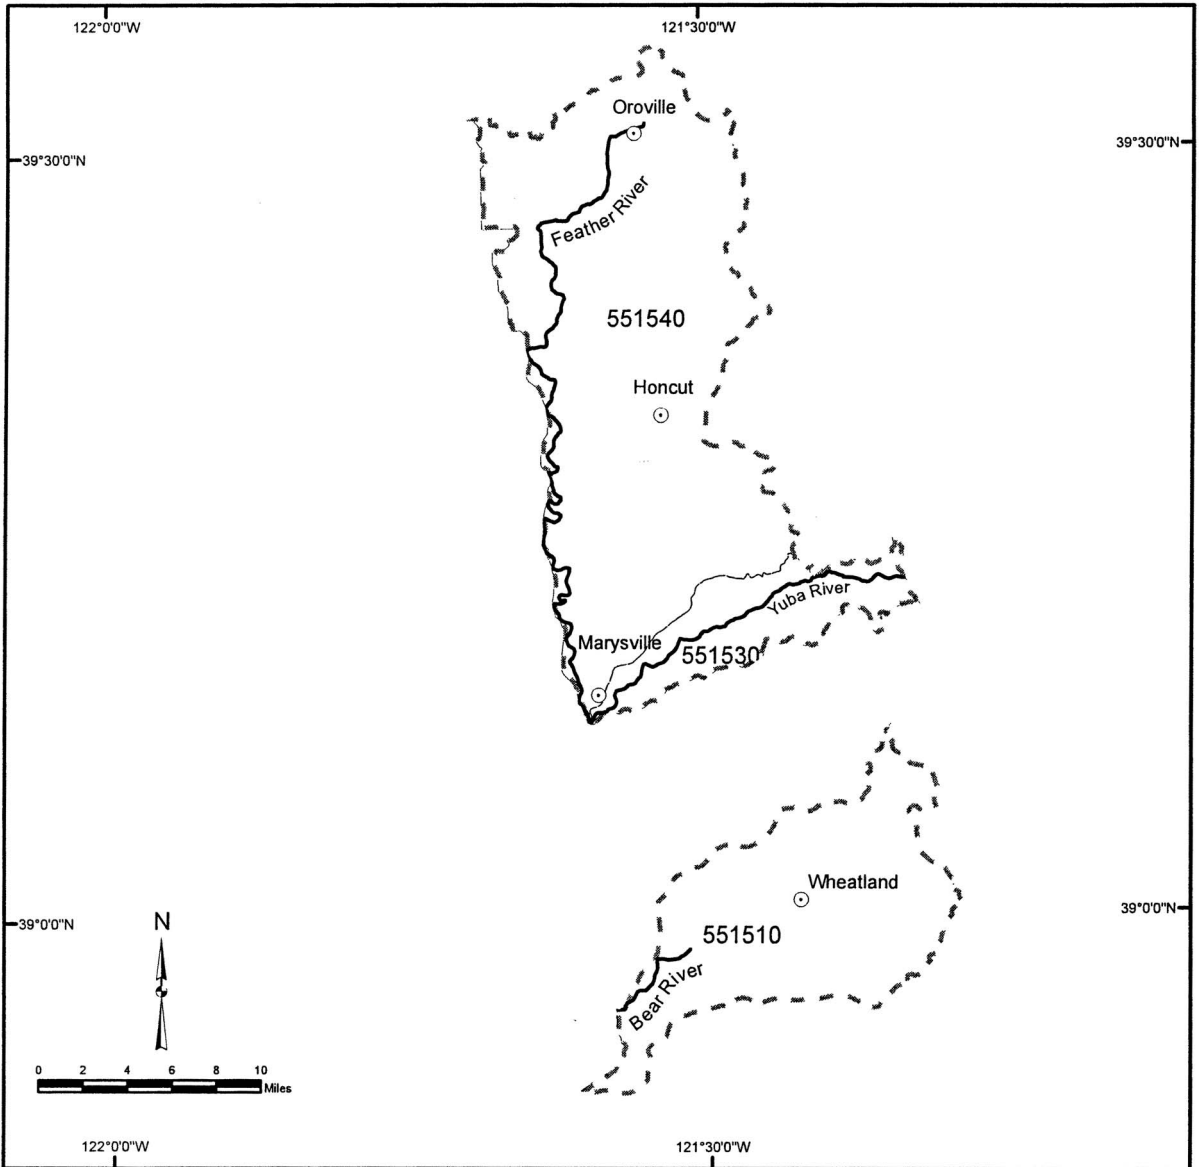 122°0'0"W
121°30'0"W
Oroville
39°30'0"N
39°30'0"N
Feather River
551540
Honcut
Yuba River
Marysville
551530
Wheatland
39°0'0"N
39°0'0"N
N
551510
Bear River
0 2 4 6 8 10
Miles
122°0'0"W
121°30'0"W